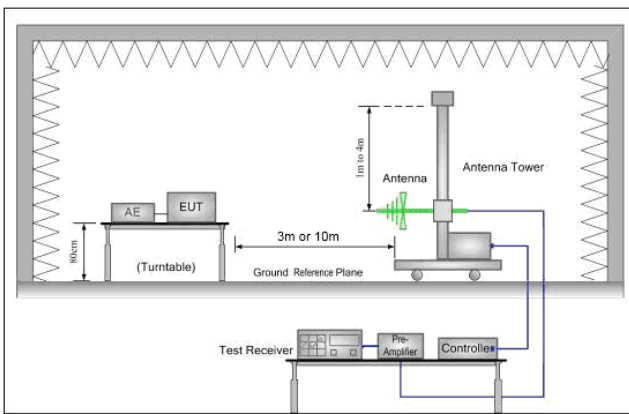 1m to 4m
Antenna
Antenna Tower
AE
EUT
80cm
(Turntable)
3m or 10m
Ground Reference Plane
Test Receiver
Pre-
Amplifier
Controller